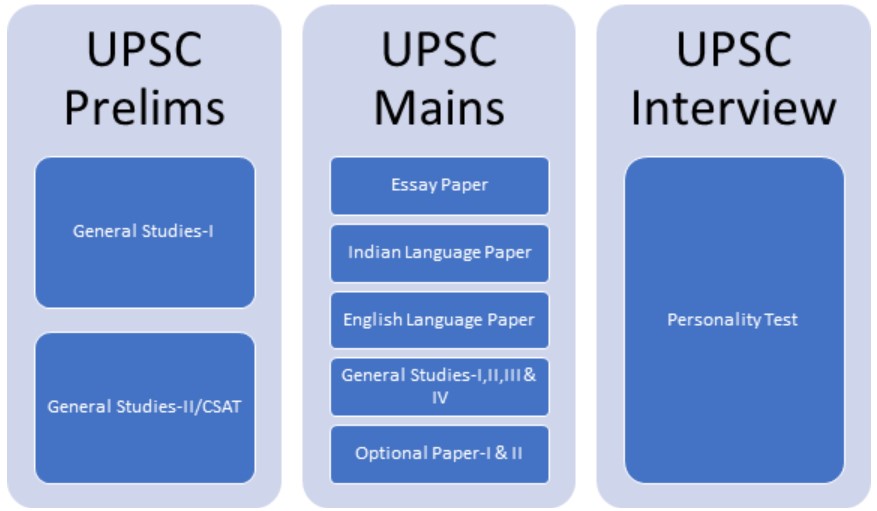 UPSC
Prelims
General Studies-I
General Studies-II/CSAT
UPSC
Mains
Essay Paper
Indian Language Paper
English Language Paper
General Studies-I,II,III &
IV
Optional Paper-I & II
UPSC
Interview
Personality Test